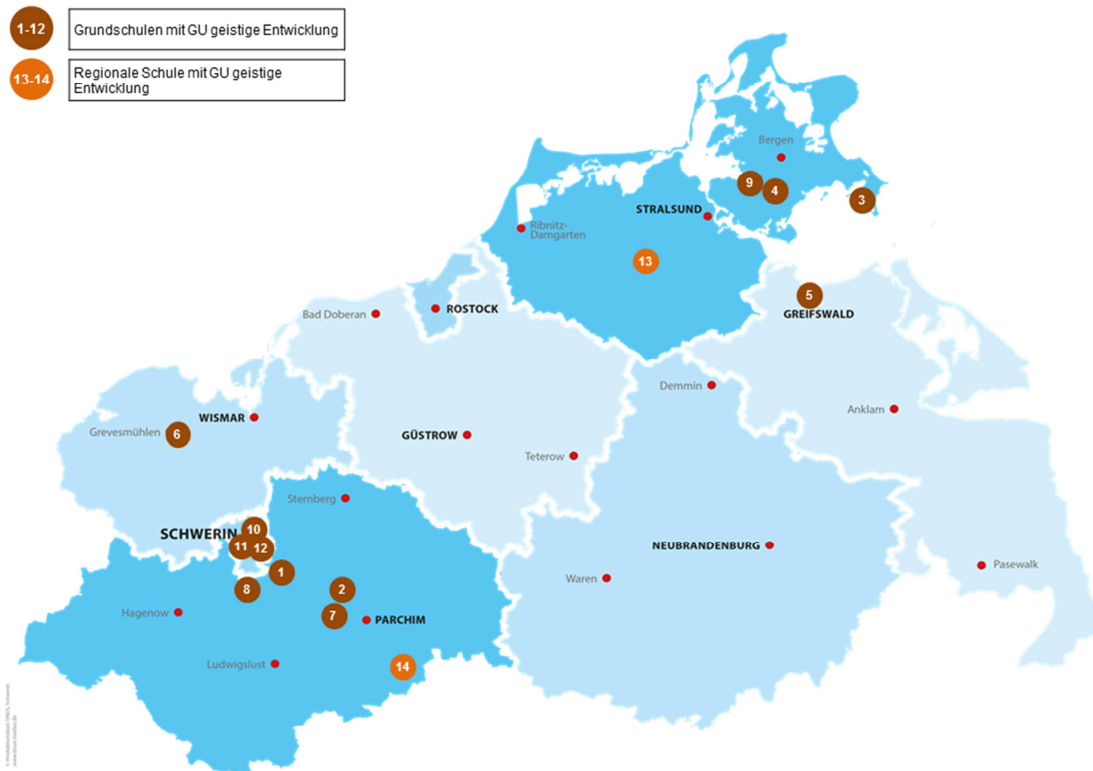 1-12
Grundschulen mit GU geistige Entwicklung
13-14
Regionale Schule mit GU geistige
Entwicklung
Bergen
9
4
3
STRALSUND
Ribnitz-
Damgarten
13
5
GREIFSWALD
Bad Doberan
ROSTOCK
Demmin
Anklam
WISMAR
Grevesmühlen
6
GÜSTROW
Teterow
Sternberg
SCHWERIN
10
11
12
NEUBRANDENBURG
1
Pasewalk
Waren
8
2
Hagenow
7
PARCHIM
Ludwigslust
14